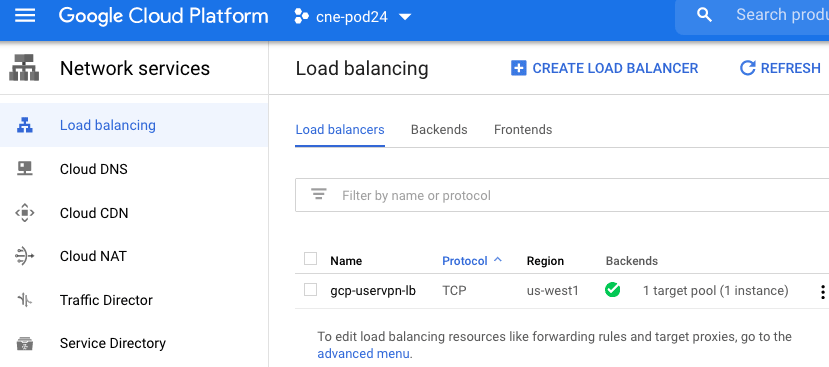 Google Cloud Platform cne-pod24 Search produ
Network services
Load balancing CREATE LOAD BALANCER REFRESH
Load balancing
Cloud DNS
Cloud CDN
Cloud NAT
Traffic Director
Service Directory
Load balancers Backends Frontends
Filter by name or protocol
Name Protocol Region Backends
gcp-uservpn-lb TCP us-west1 1 target pool (1 instance)
To edit load balancing resources like forwarding rules and target proxies, go to the
advanced menu.